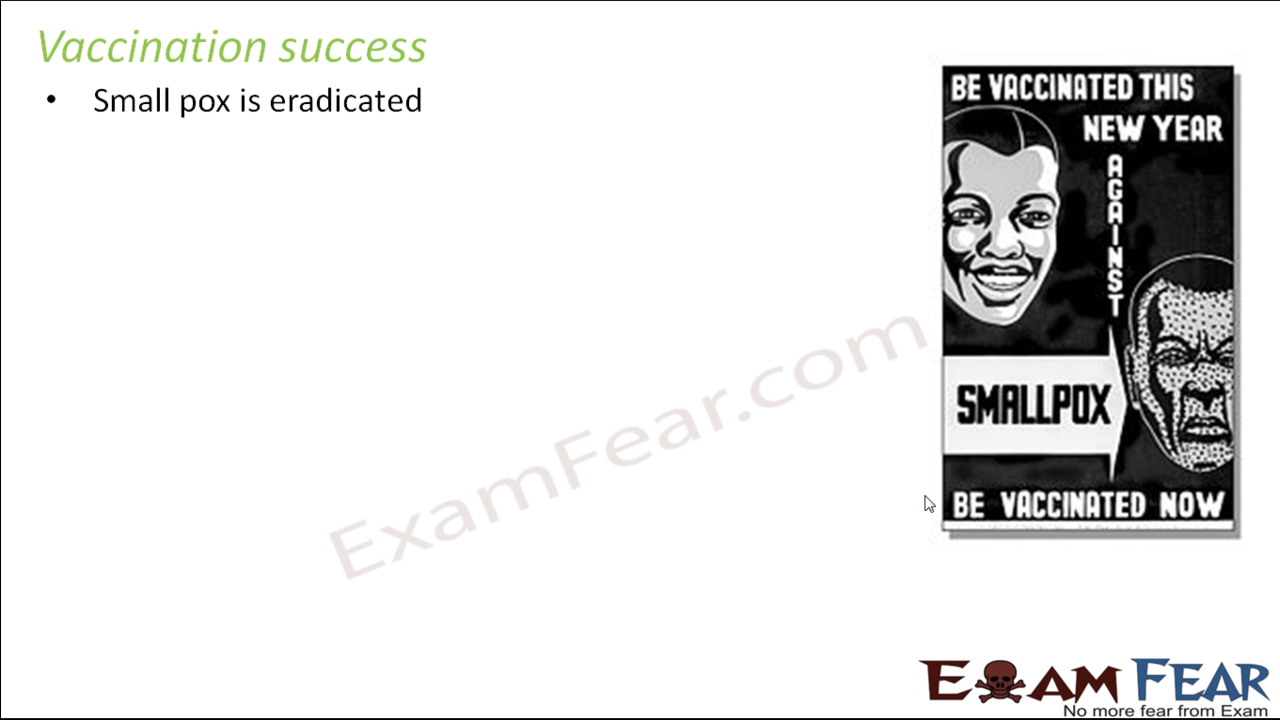 Vaccination success
• Small pox is eradicated
BE VACCINATED THIS
NEW YEAR
AGAINST
SMALLPOX
BE VACCINATED NOW
ExamFear.com
EXAM FEAR
No more fear from Exam